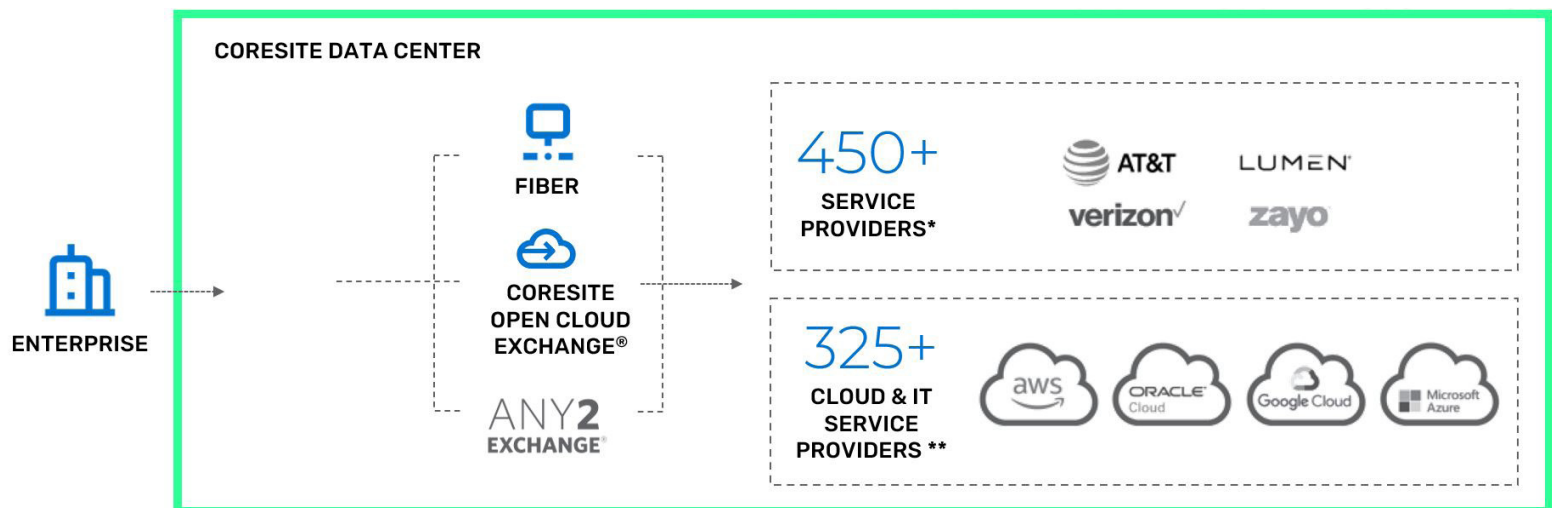 CORESITE DATA CENTER
ENTERPRISE
FIBER
CORESITE
OPEN CLOUD
EXCHANGE®
ANY2
EXCHANGE®
450+
SERVICE
PROVIDERS*
AT&T
LUMEN®
verizon✓
zayo
325+
CLOUD & IT
SERVICE
PROVIDERS **
aws
ORACLE
Cloud
Google Cloud
Microsoft
Azure